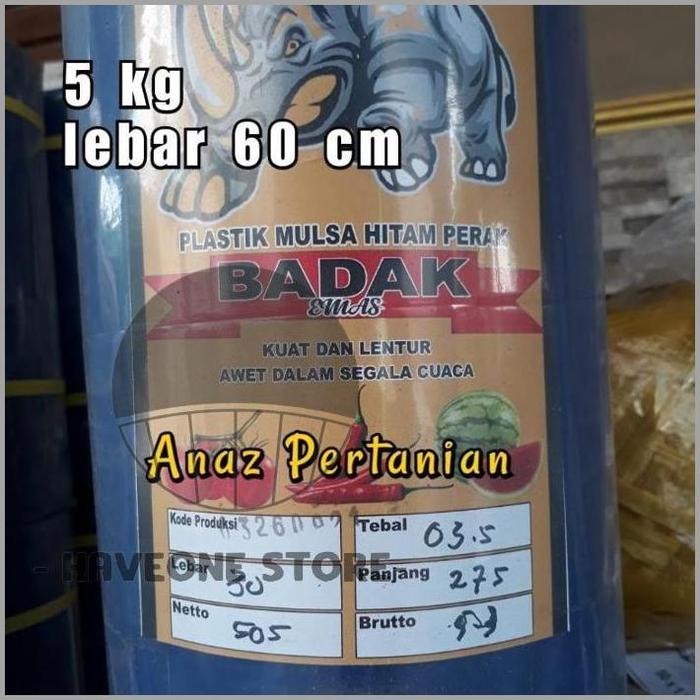 5 kg
lebar 60 cm
PLASTIK MULSA HITAM PERAK
BADAK
EMAS
KUAT DAN LENTUR
AWET DALAM SEGALA CUACA
Anaz Pertanian
Kode Produksi
Tebal 03.5
- HAVEONE STORE
Lebar 30
Panjang 275
Netto 505
Brutto